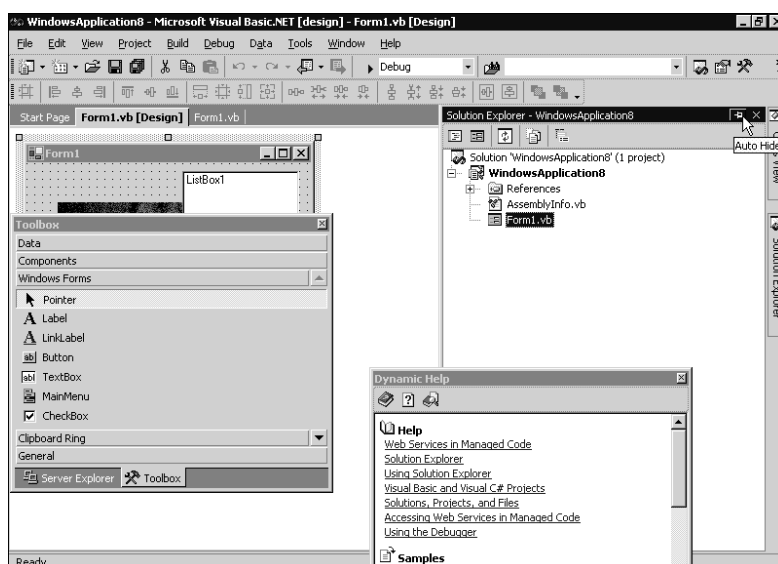 WindowsApplication8 - Microsoft Visual Basic.NET [design] - Form1.vb [Design]
File Edit View Project Build Debug Data Tools Window Help
Debug
Start Page Form1.vb [Design] Form1.vb
Solution Explorer - WindowsApplication8
Auto Hide
Form1
ListBox1
Solution 'WindowsApplication8' (1 project)
WindowsApplication8
References
AssemblyInfo.vb
Form1.vb
Solution Explorer
Toolbox
Data
Components
Windows Forms
Pointer
A Label
A LinkLabel
ab Button
abl TextBox
MainMenu
CheckBox
Clipboard Ring
General
Server Explorer Toolbox
Dynamic Help
Help
Web Services in Managed Code
Solution Explorer
Using Solution Explorer
Visual Basic and Visual C# Projects
Solutions, Projects, and Files
Accessing Web Services in Managed Code
Using the Debugger
Samples
Ready